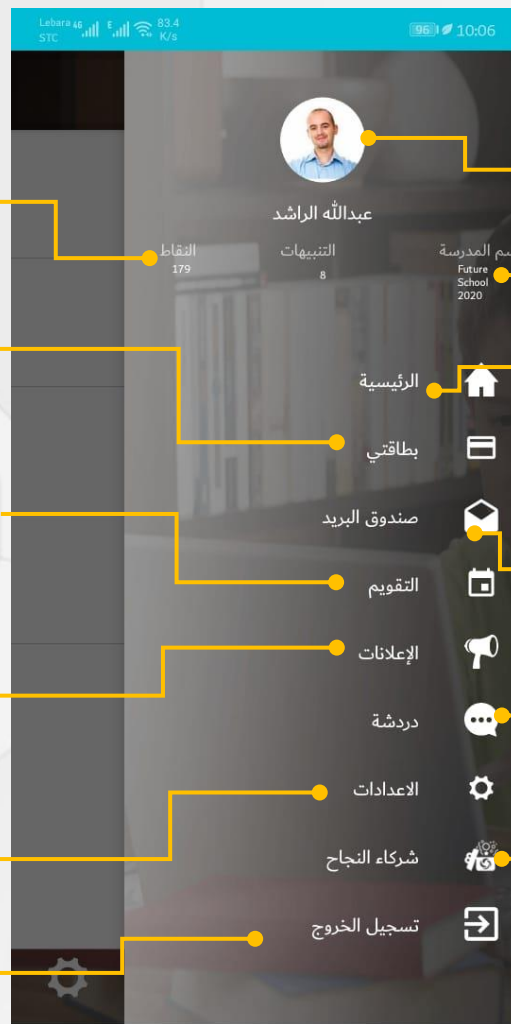 Lebara 4G E 83.4
STC K/s
96 10:06
عبدالله الراشد
سم المدرسة التنبيهات النقاط
Future 8 179
School
2020
الرئيسية
بطاقتي
صندوق البريد
التقويم
الإعلانات
دردشة
الاعدادات
شركاء النجاح
تسجيل الخروج